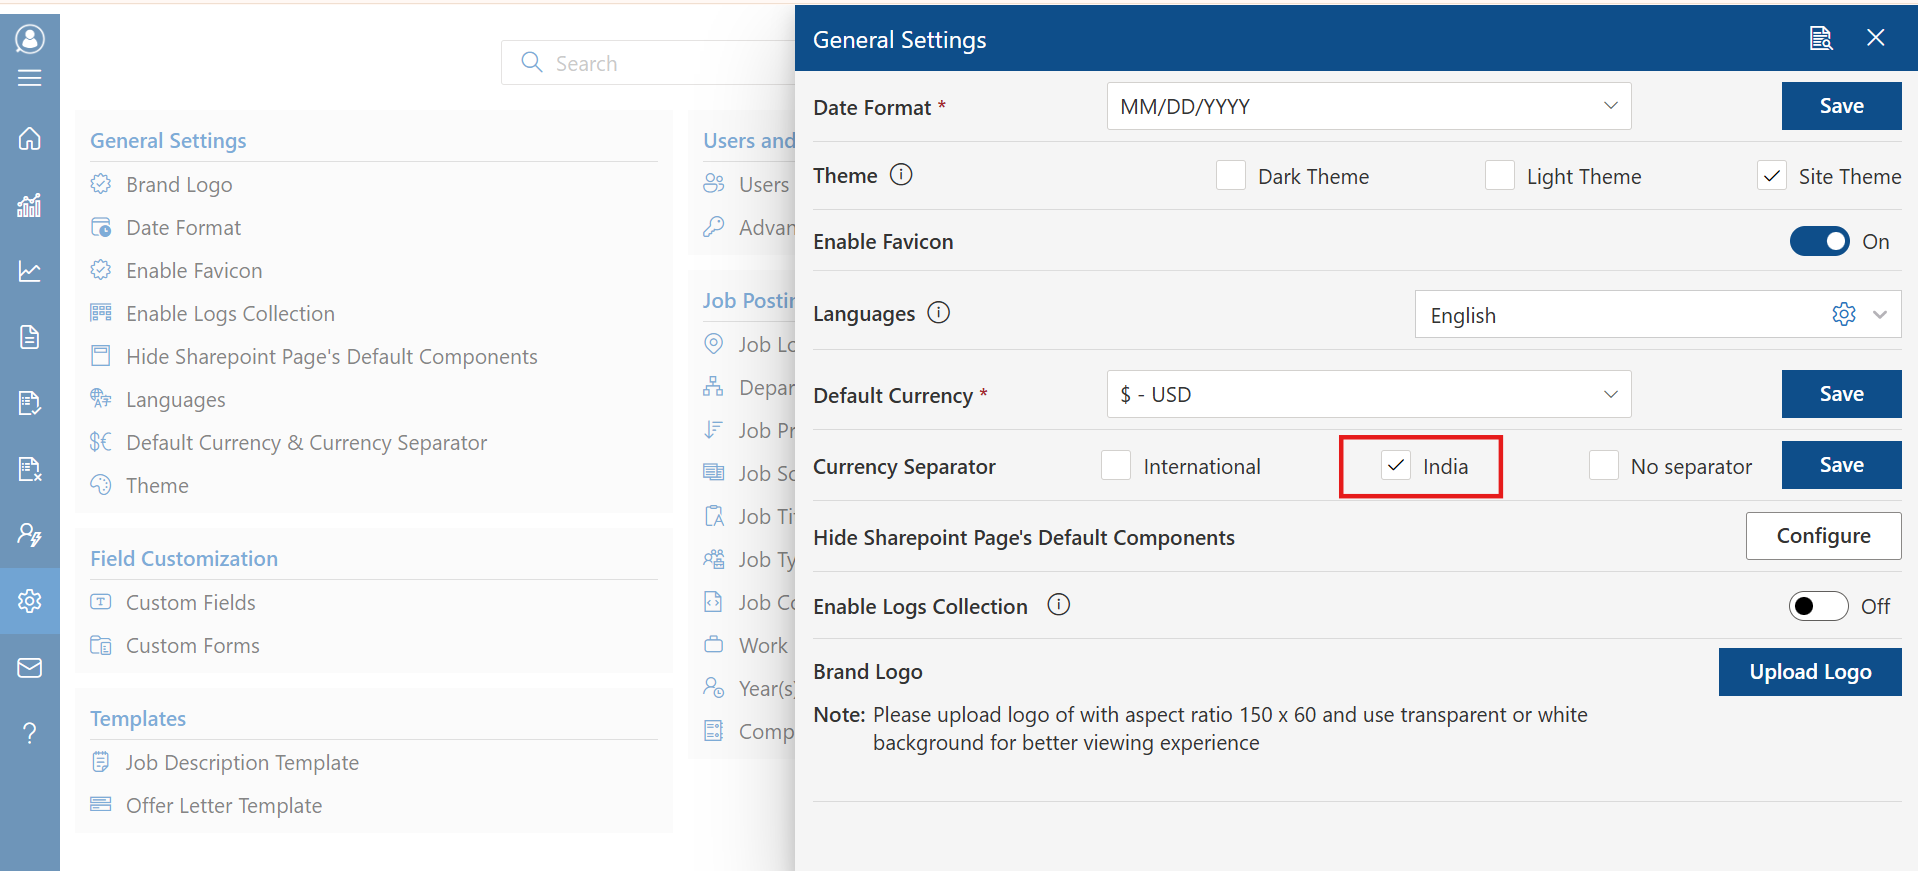 Search
General Settings
Brand Logo
Date Format
Enable Favicon
Enable Logs Collection
Hide Sharepoint Page's Default Components
Languages
Default Currency & Currency Separator
Theme
Field Customization
Custom Fields
Custom Forms
Templates
Job Description Template
Offer Letter Template
Users and
Users
Advan
Job Postin
Job Lo
Depar
Job Pr
Job So
Job Ti
Job Ty
Job Co
Work
Year(s)
Comp
General Settings
Date Format * MM/DD/YYYY Save
Theme Dark Theme Light Theme Site Theme
Enable Favicon On
Languages English
Default Currency * $ - USD Save
Currency Separator International India No separator Save
Hide Sharepoint Page's Default Components Configure
Enable Logs Collection Off
Brand Logo Upload Logo
Note: Please upload logo of with aspect ratio 150 x 60 and use transparent or white
background for better viewing experience